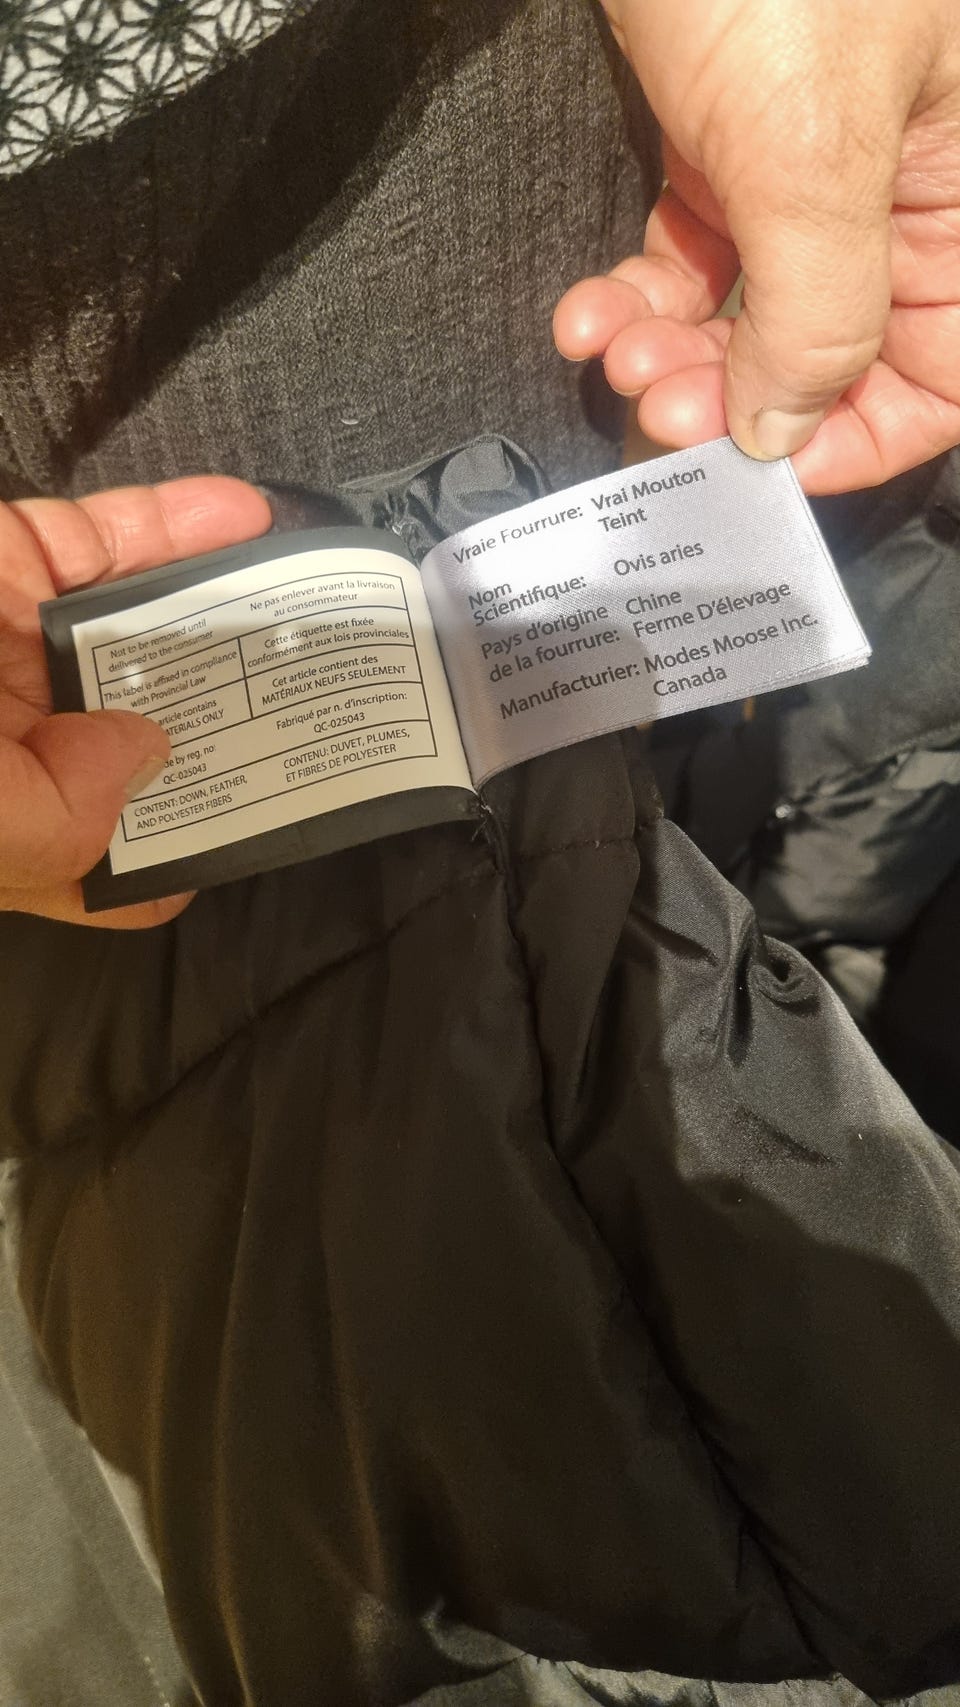 Not to be removed until
delivered to the consumer
Ne pas enlever avant la livraison
au consommateur
This label is affixed in compliance
with Provincial Law
Cette étiquette est fixée
conformément aux lois provinciales
article contains
ONLY
Cet article contient des
MATÉRIAUX NEUFS SEULEMENT
by reg. no:
QC-025043
Fabriqué par n. d'inscription:
QC-025043
CONTENT: DOWN, FEATHER,
AND POLYESTER FIBERS
CONTENU: DUVET, PLUMES,
ET FIBRES DE POLYESTER
Vraie Fourrure: Vrai Mouton
Teint
Nom
Scientifique: Ovis aries
Pays d'origine Chine
de la fourrure: Ferme D'élevage
Manufacturier: Modes Moose Inc.
Canada